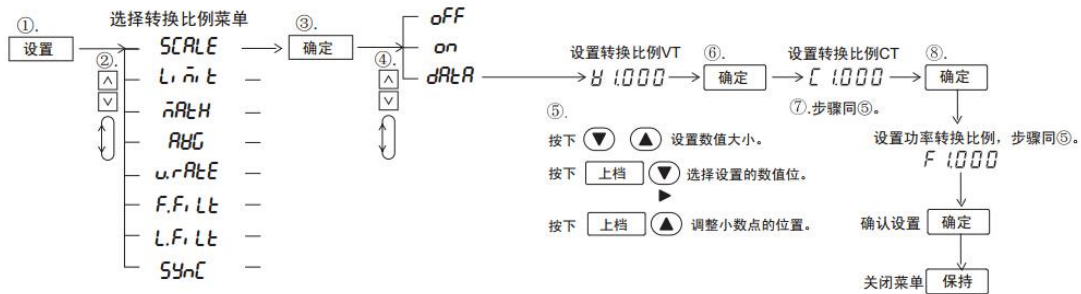 ①.
设置
选择转换比例菜单
②.
SCALE
Limit
MATH
AVG
u.rAtE
F.FiLt
L.FiLt
SYnC
③.
确定
④.
oFF
on
dAtA
设置转换比例VT
V 1.000
⑤.
按下 ▼ ▲ 设置数值大小。
按下 上档 ▼ 选择设置的数值位。
▶
按下 上档 ▲ 调整小数点的位置。
⑥.
确定
设置转换比例CT
C 1.000
⑦.步骤同⑤。
⑧.
确定
设置功率转换比例，步骤同⑤。
F 1.000
确认设置 确定
关闭菜单 保持